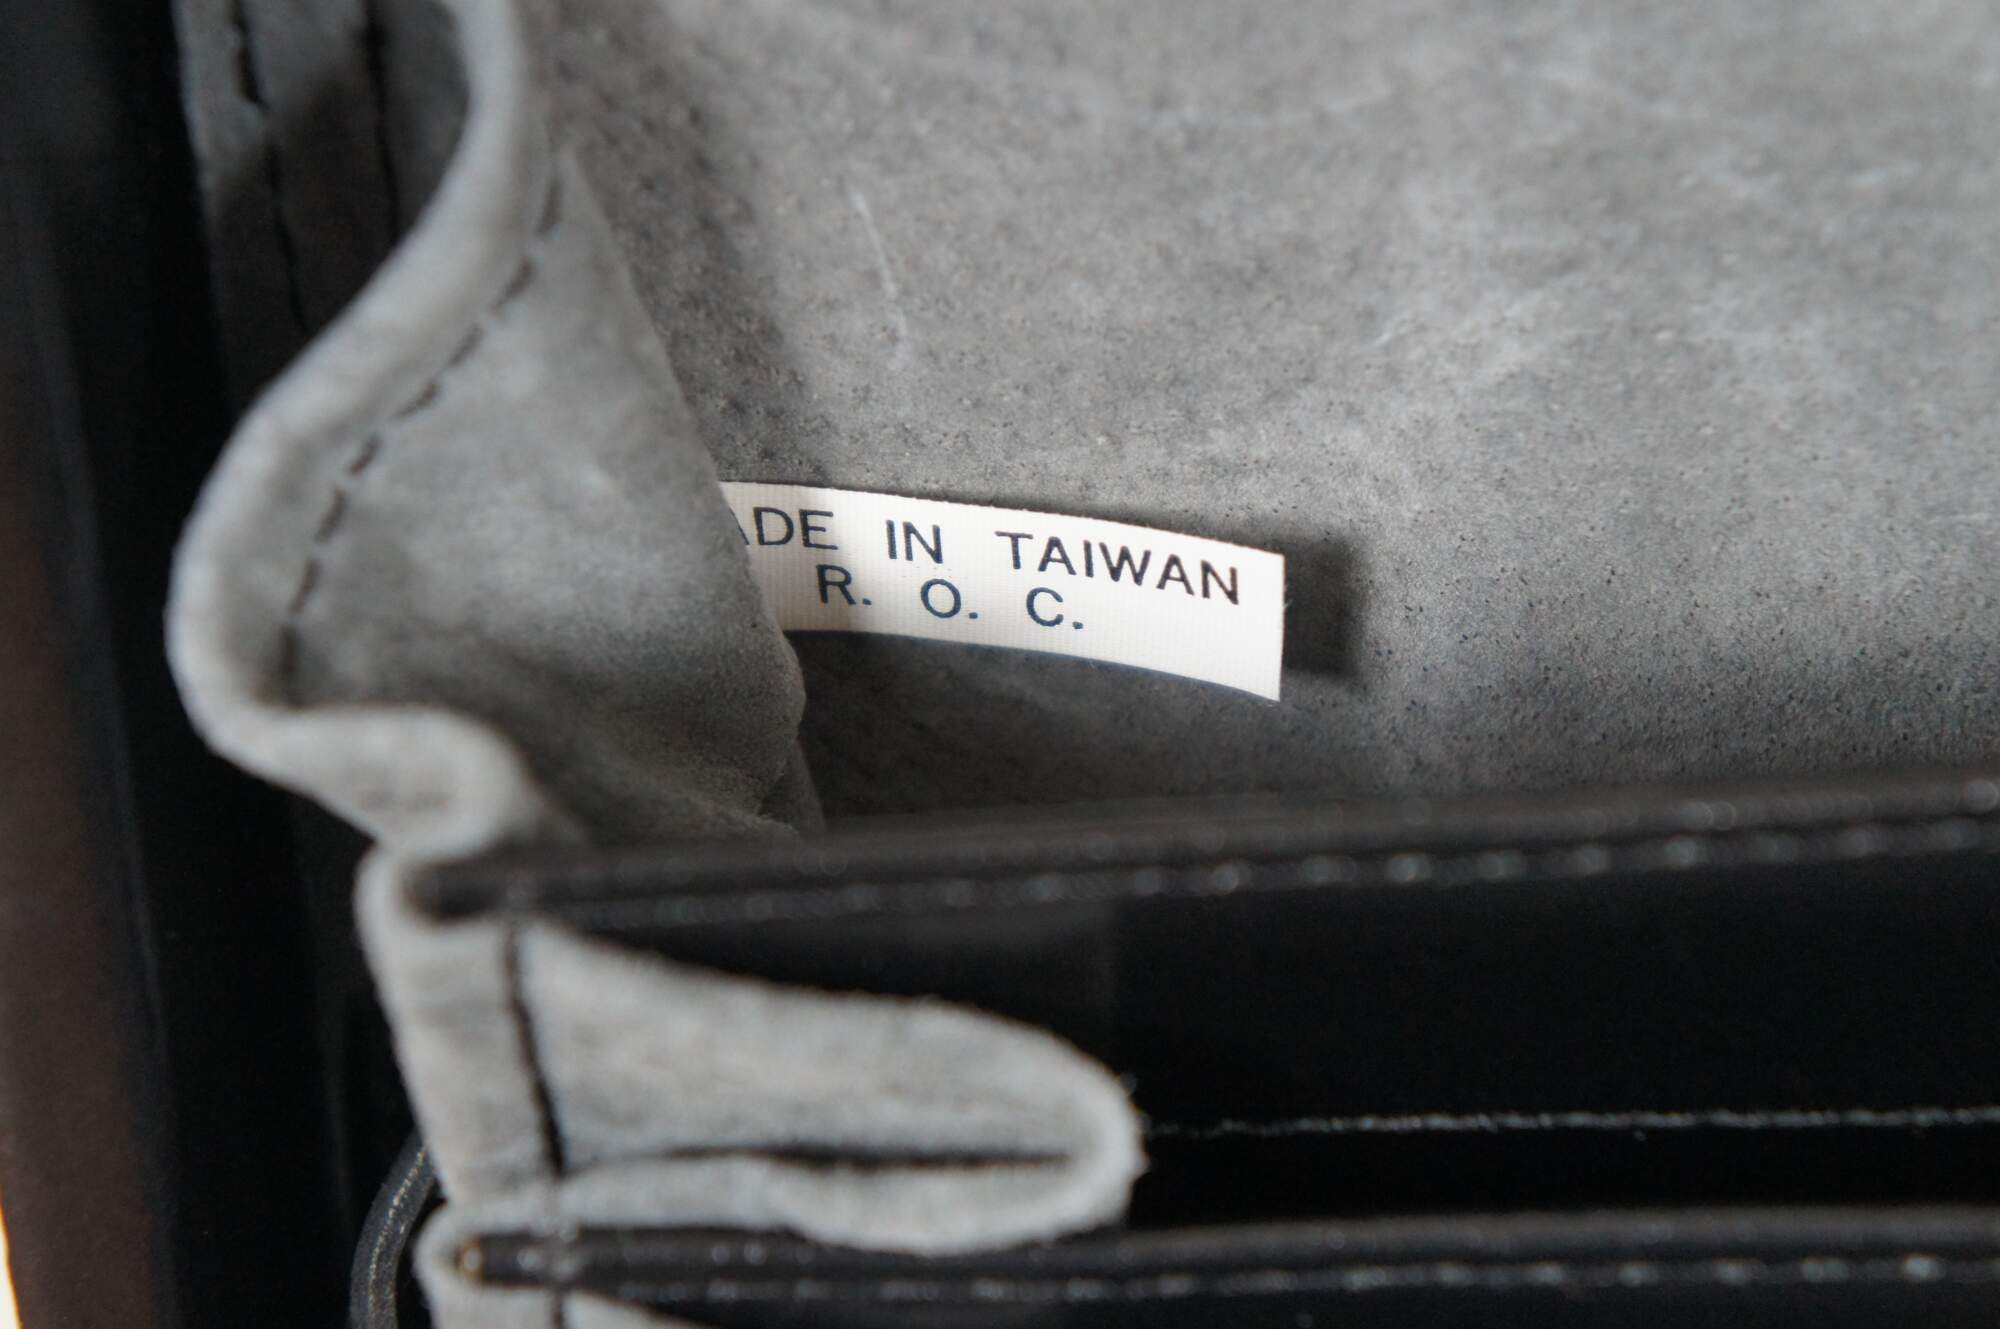 ADE IN TAIWAN
R. O. C.